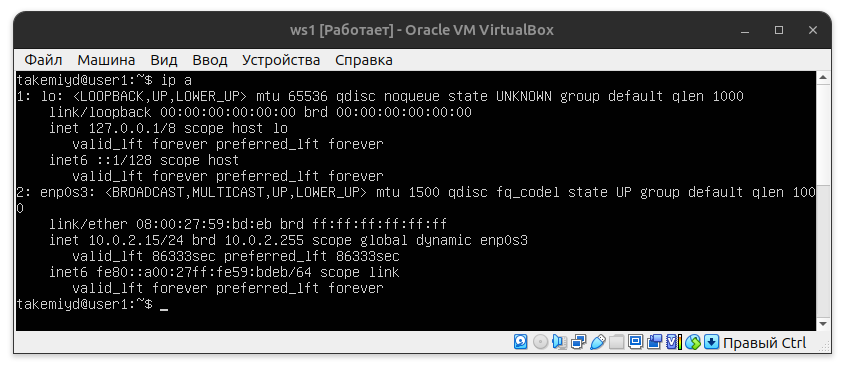 ws1 [Работает] - Oracle VM VirtualBox
Файл Машина Вид Ввод Устройства Справка
takemiyd@user1:~$ ip a
1: lo: <LOOPBACK,UP,LOWER_UP> mtu 65536 qdisc noqueue state UNKNOWN group default qlen 1000
    link/loopback 00:00:00:00:00:00 brd 00:00:00:00:00:00
    inet 127.0.0.1/8 scope host lo
       valid_lft forever preferred_lft forever
    inet6 ::1/128 scope host
       valid_lft forever preferred_lft forever
2: enp0s3: <BROADCAST,MULTICAST,UP,LOWER_UP> mtu 1500 qdisc fq_codel state UP group default qlen 100
0
    link/ether 08:00:27:59:bd:eb brd ff:ff:ff:ff:ff:ff
    inet 10.0.2.15/24 brd 10.0.2.255 scope global dynamic enp0s3
       valid_lft 86333sec preferred_lft 86333sec
    inet6 fe80::a00:27ff:fe59:bdeb/64 scope link
       valid_lft forever preferred_lft forever
takemiyd@user1:~$ _
Правый Ctrl